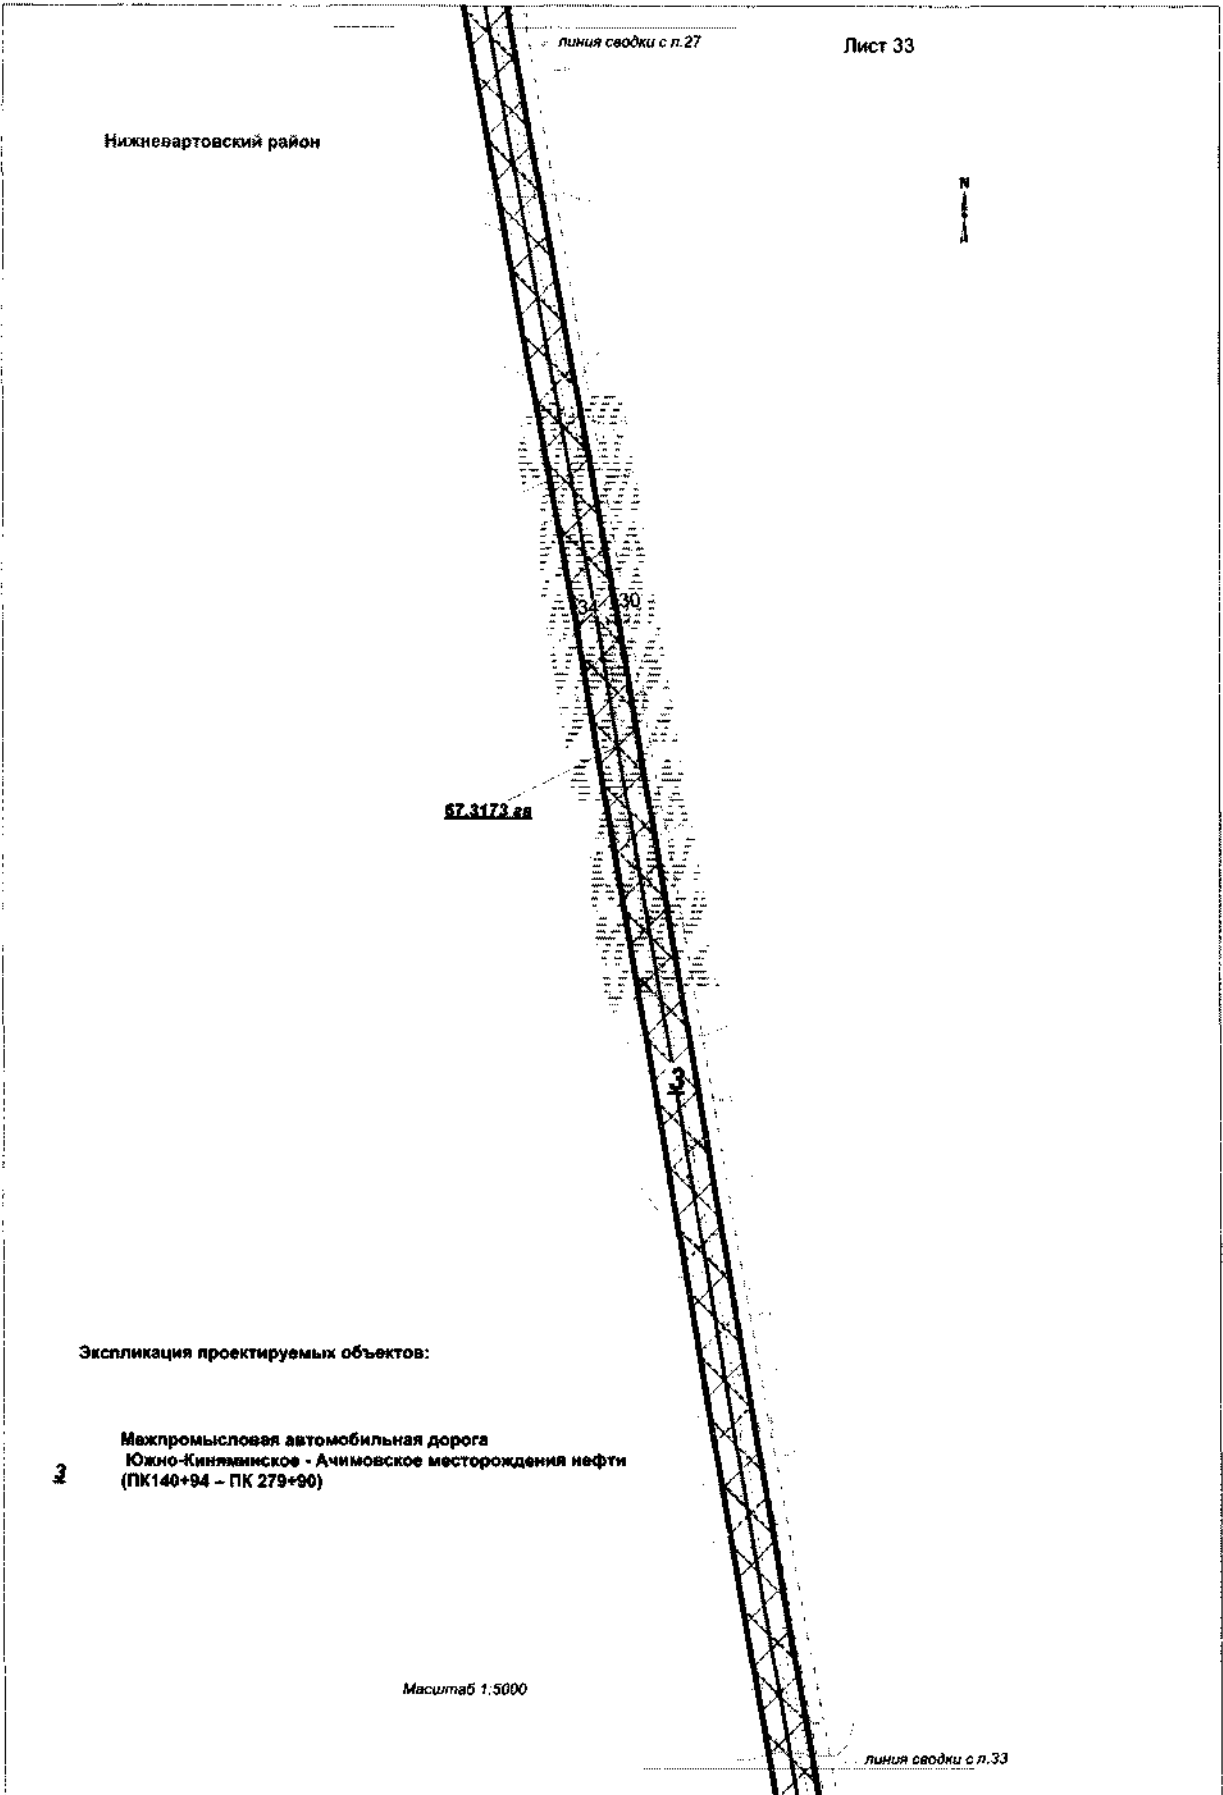 линия сводки с л.27
Лист 33
Нижневартовский район
N
34
30
67.3173 га
3
Экспликация проектируемых объектов:
Межпромысловая автомобильная дорога
Южно-Киняминское - Ачимовское месторождения нефти
3
(ПК140+94 – ПК 279+90)
Масштаб 1:5000
линия сводки с л.33